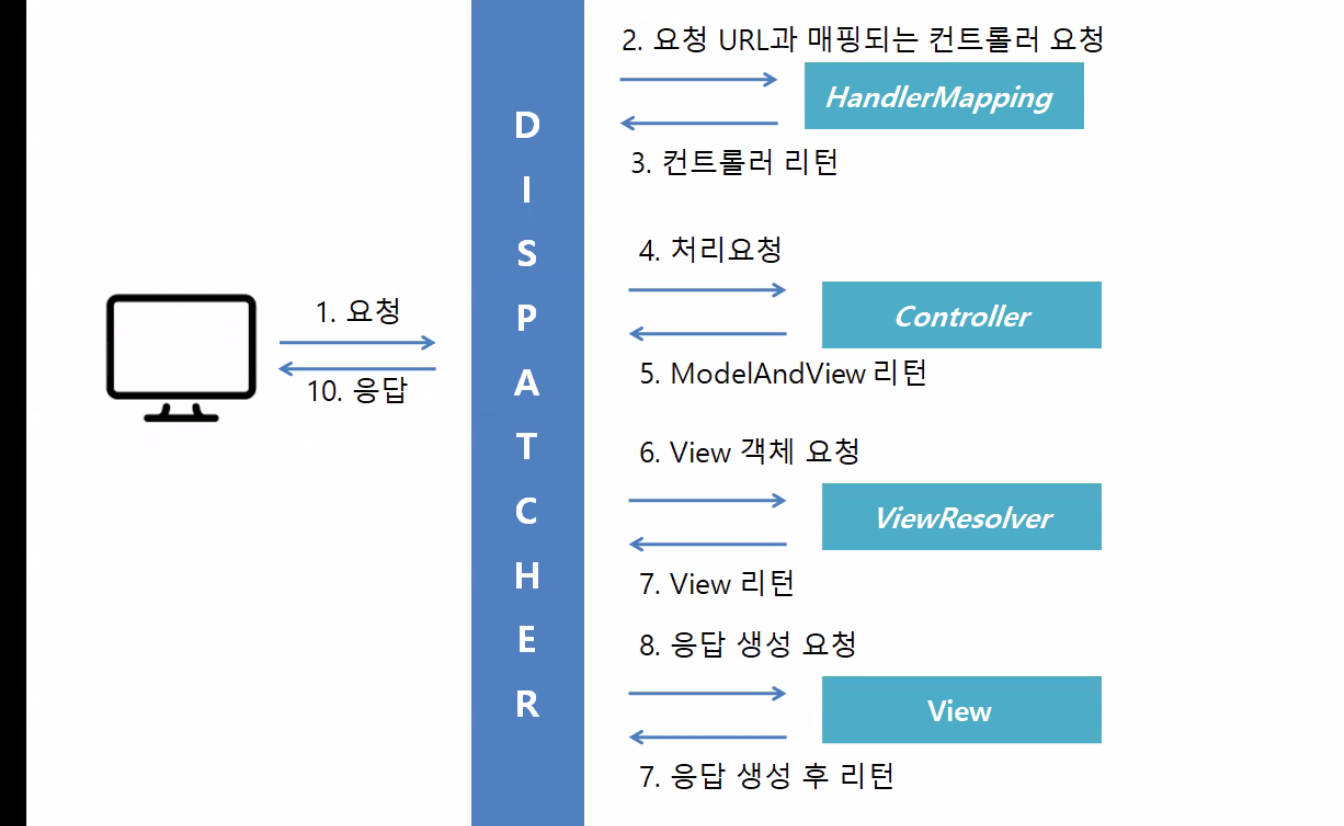 2. 요청 URL과 매핑되는 컨트롤러 요청
HandlerMapping
3. 컨트롤러 리턴
4. 처리요청
Controller
5. ModelAndView 리턴
1. 요청
10. 응답
DISPATCHER
6. View 객체 요청
ViewResolver
7. View 리턴
8. 응답 생성 요청
View
7. 응답 생성 후 리턴